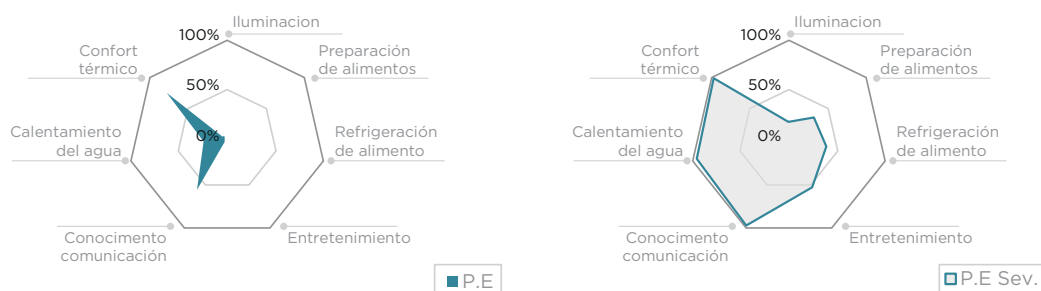 Iluminacion
100%
Confort
térmico
Preparación
de alimentos
50%
0%
Calentamiento
del agua
Refrigeración
de alimento
Conocimento
comunicación
Entretenimiento
P.E
Iluminacion
100%
Confort
térmico
Preparación
de alimentos
50%
0%
Calentamiento
del agua
Refrigeración
de alimento
Conocimento
comunicación
Entretenimiento
P.E Sev.